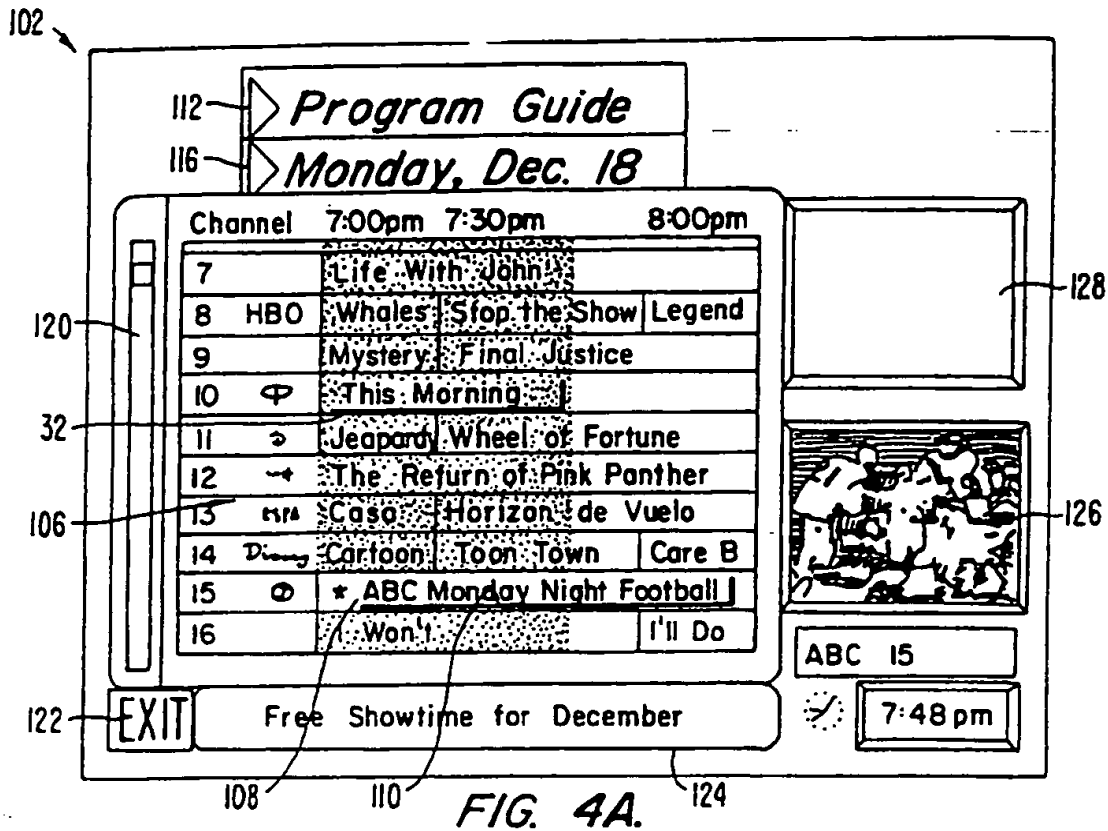 102
112 Program Guide
116 Monday, Dec. 18
Channel 7:00pm 7:30pm 8:00pm
7 Life With John
8 HBO Whales Stop the Show Legend
128
120
9 Mystery Final Justice
10 This Morning
32
11 Jeopardy Wheel of Fortune
12 The Return of Pink Panther
106
13 ESPN Casa Horizon de Vuelo
126
14 Disney Cartoon Toon Town Care B
15 * ABC Monday Night Football
16 I Won't I'll Do
ABC 15
122 EXIT Free Showtime for December 7:48 pm
108 110 124
FIG. 4A.